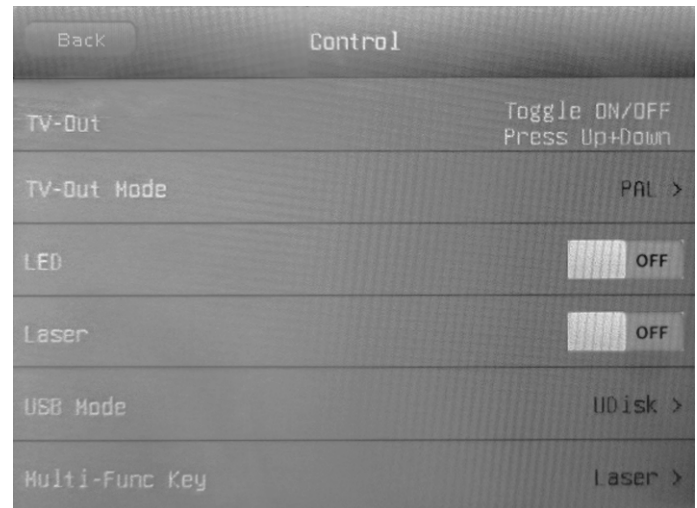 Back
Control
TV-Out
Toggle ON/OFF
Press Up+Down
TV-Out Mode
PAL >
LED
OFF
Laser
OFF
USB Mode
UDisk >
Multi-Func Key
Laser >